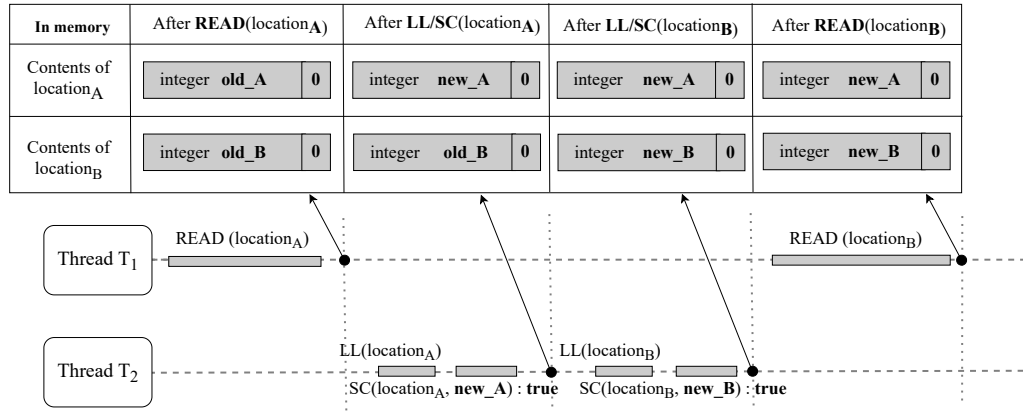 In memory After READ(locationA) After LL/SC(locationA) After LL/SC(locationB) After READ(locationB)
Contents of
locationA
integer old_A 0 integer new_A 0 integer new_A 0 integer new_A 0
Contents of
locationB
integer old_B 0 integer old_B 0 integer new_B 0 integer new_B 0
READ (locationA) READ (locationB)
Thread T1
LL(locationA) LL(locationB)
Thread T2
SC(locationA, new_A) : true SC(locationB, new_B) : true